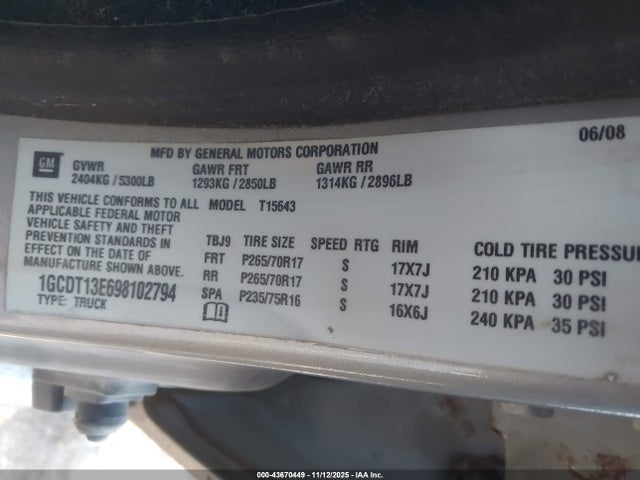 06/08
MFD BY GENERAL MOTORS CORPORATION
GM
GVWR GAWR FRT GAWR RR
2404KG / 5300LB 1293KG / 2850LB 1314KG / 2896LB
THIS VEHICLE CONFORMS TO ALL MODEL T15643
APPLICABLE FEDERAL MOTOR
VEHICLE SAFETY AND THEFT
PREVENTION STANDARDS IN
EFFECT ON THE DATE OF
MANUFACTURE SHOWN ABOVE.
1GCDT13E698102794
TYPE: TRUCK
TBJ9 TIRE SIZE SPEED RTG RIM COLD TIRE PRESSU
FRT P265/70R17 S 17X7J 210 KPA 30 PSI
RR P265/70R17 S 17X7J 210 KPA 30 PSI
SPA P235/75R16 S 16X6J 240 KPA 35 PSI
00-43670449 - 11/12/2025 - IAA Inc.